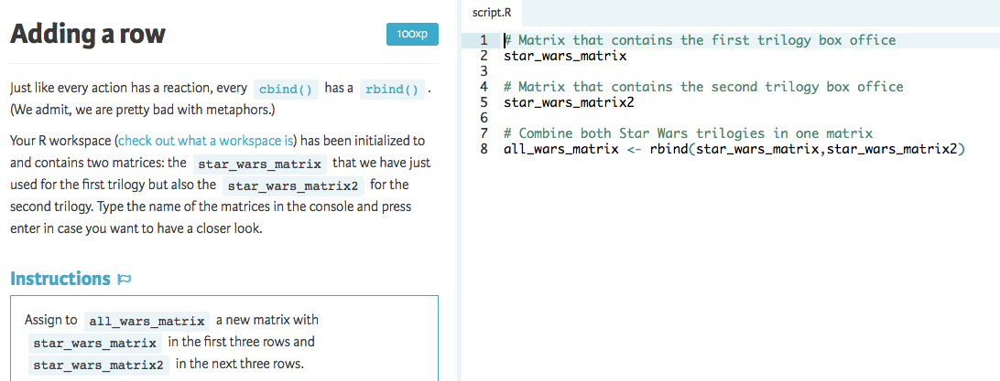 Adding a row
100xp
Just like every action has a reaction, every cbind() has a rbind() .
(We admit, we are pretty bad with metaphors.)
Your R workspace (check out what a workspace is) has been initialized to
and contains two matrices: the star_wars_matrix that we have just
used for the first trilogy but also the star_wars_matrix2 for the
second trilogy. Type the name of the matrices in the console and press
enter in case you want to have a closer look.
Instructions
Assign to all_wars_matrix a new matrix with
star_wars_matrix in the first three rows and
star_wars_matrix2 in the next three rows.
script.R
1 # Matrix that contains the first trilogy box office
2 star_wars_matrix
3
4 # Matrix that contains the second trilogy box office
5 star_wars_matrix2
6
7 # Combine both Star Wars trilogies in one matrix
8 all_wars_matrix <- rbind(star_wars_matrix,star_wars_matrix2)